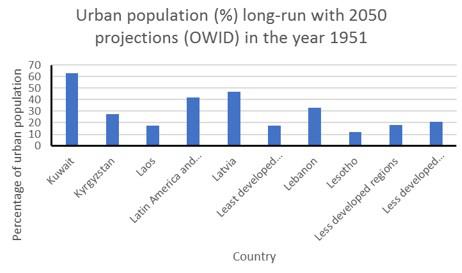 Urban population (%) long-run with 2050
projections (OWID) in the year 1951
Percentage of urban population
70
60
50
40
30
20
10
0
Kuwait
Kyrgyzstan
Laos
Latin America and...
Latvia
Least developed...
Lebanon
Lesotho
Less developed regions
Less developed...
Country